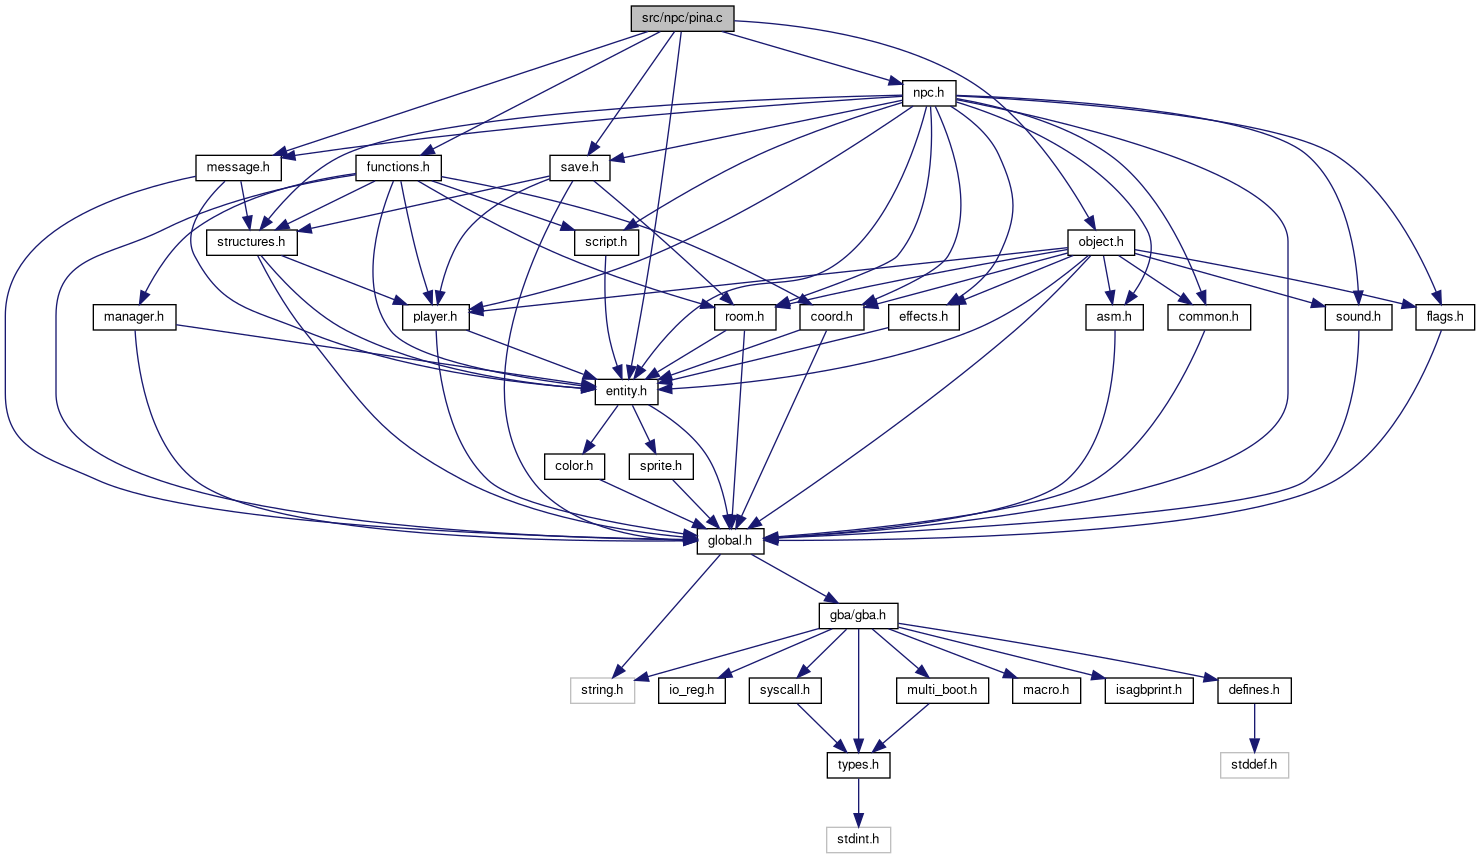 src/npc/pina.c
npc.h
message.h
functions.h
save.h
structures.h
script.h
object.h
manager.h
player.h
room.h
coord.h
effects.h
asm.h
common.h
sound.h
flags.h
entity.h
color.h
sprite.h
global.h
gba/gba.h
string.h
io_reg.h
syscall.h
multi_boot.h
macro.h
isagbprint.h
defines.h
types.h
stddef.h
stdint.h